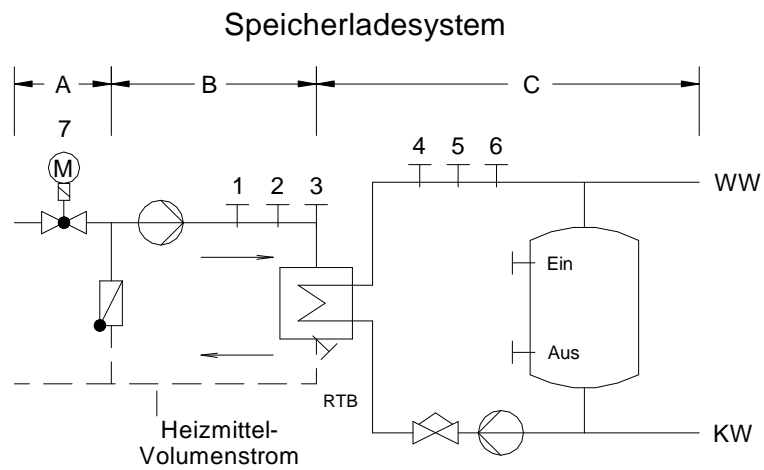 Speicherladesystem
A B C
7
M
1 2 3
4 5 6
WW
Ein
Aus
RTB
KW
Heizmittel-
Volumenstrom